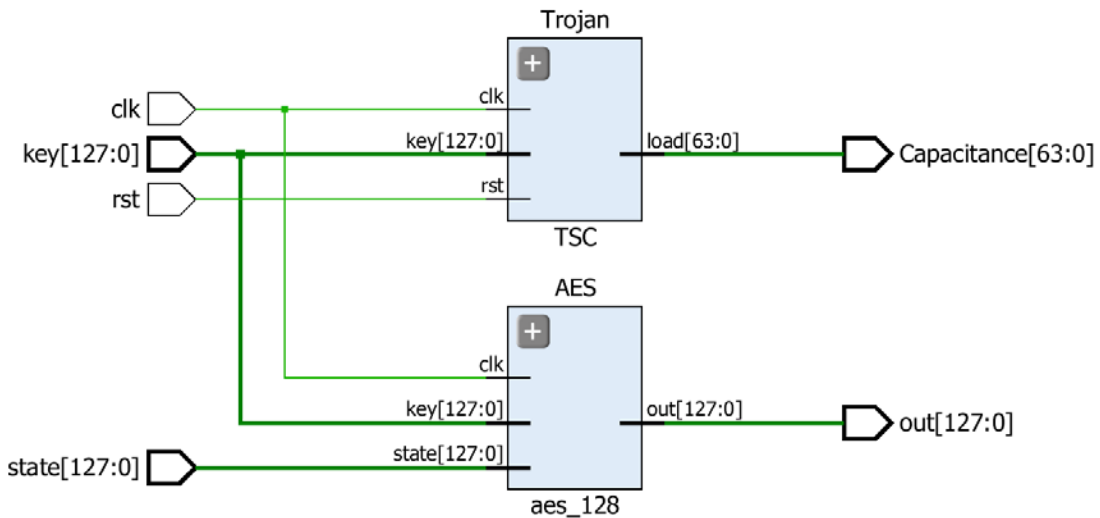 Trojan
clk
clk
key[127:0]
key[127:0]
load[63:0]
Capacitance[63:0]
rst
rst
TSC
AES
clk
key[127:0]
out[127:0]
out[127:0]
state[127:0]
state[127:0]
aes_128